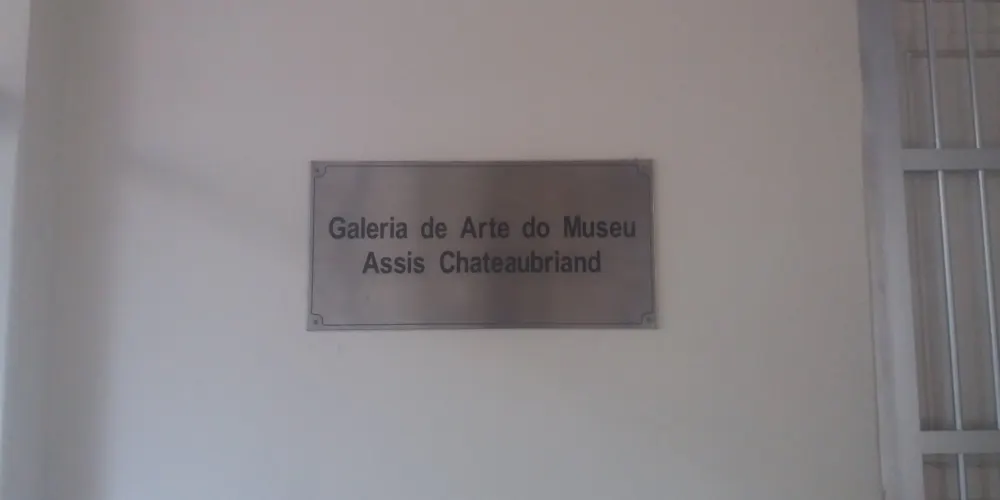 Galeria de Arte do Museu
Assis Chateaubriand